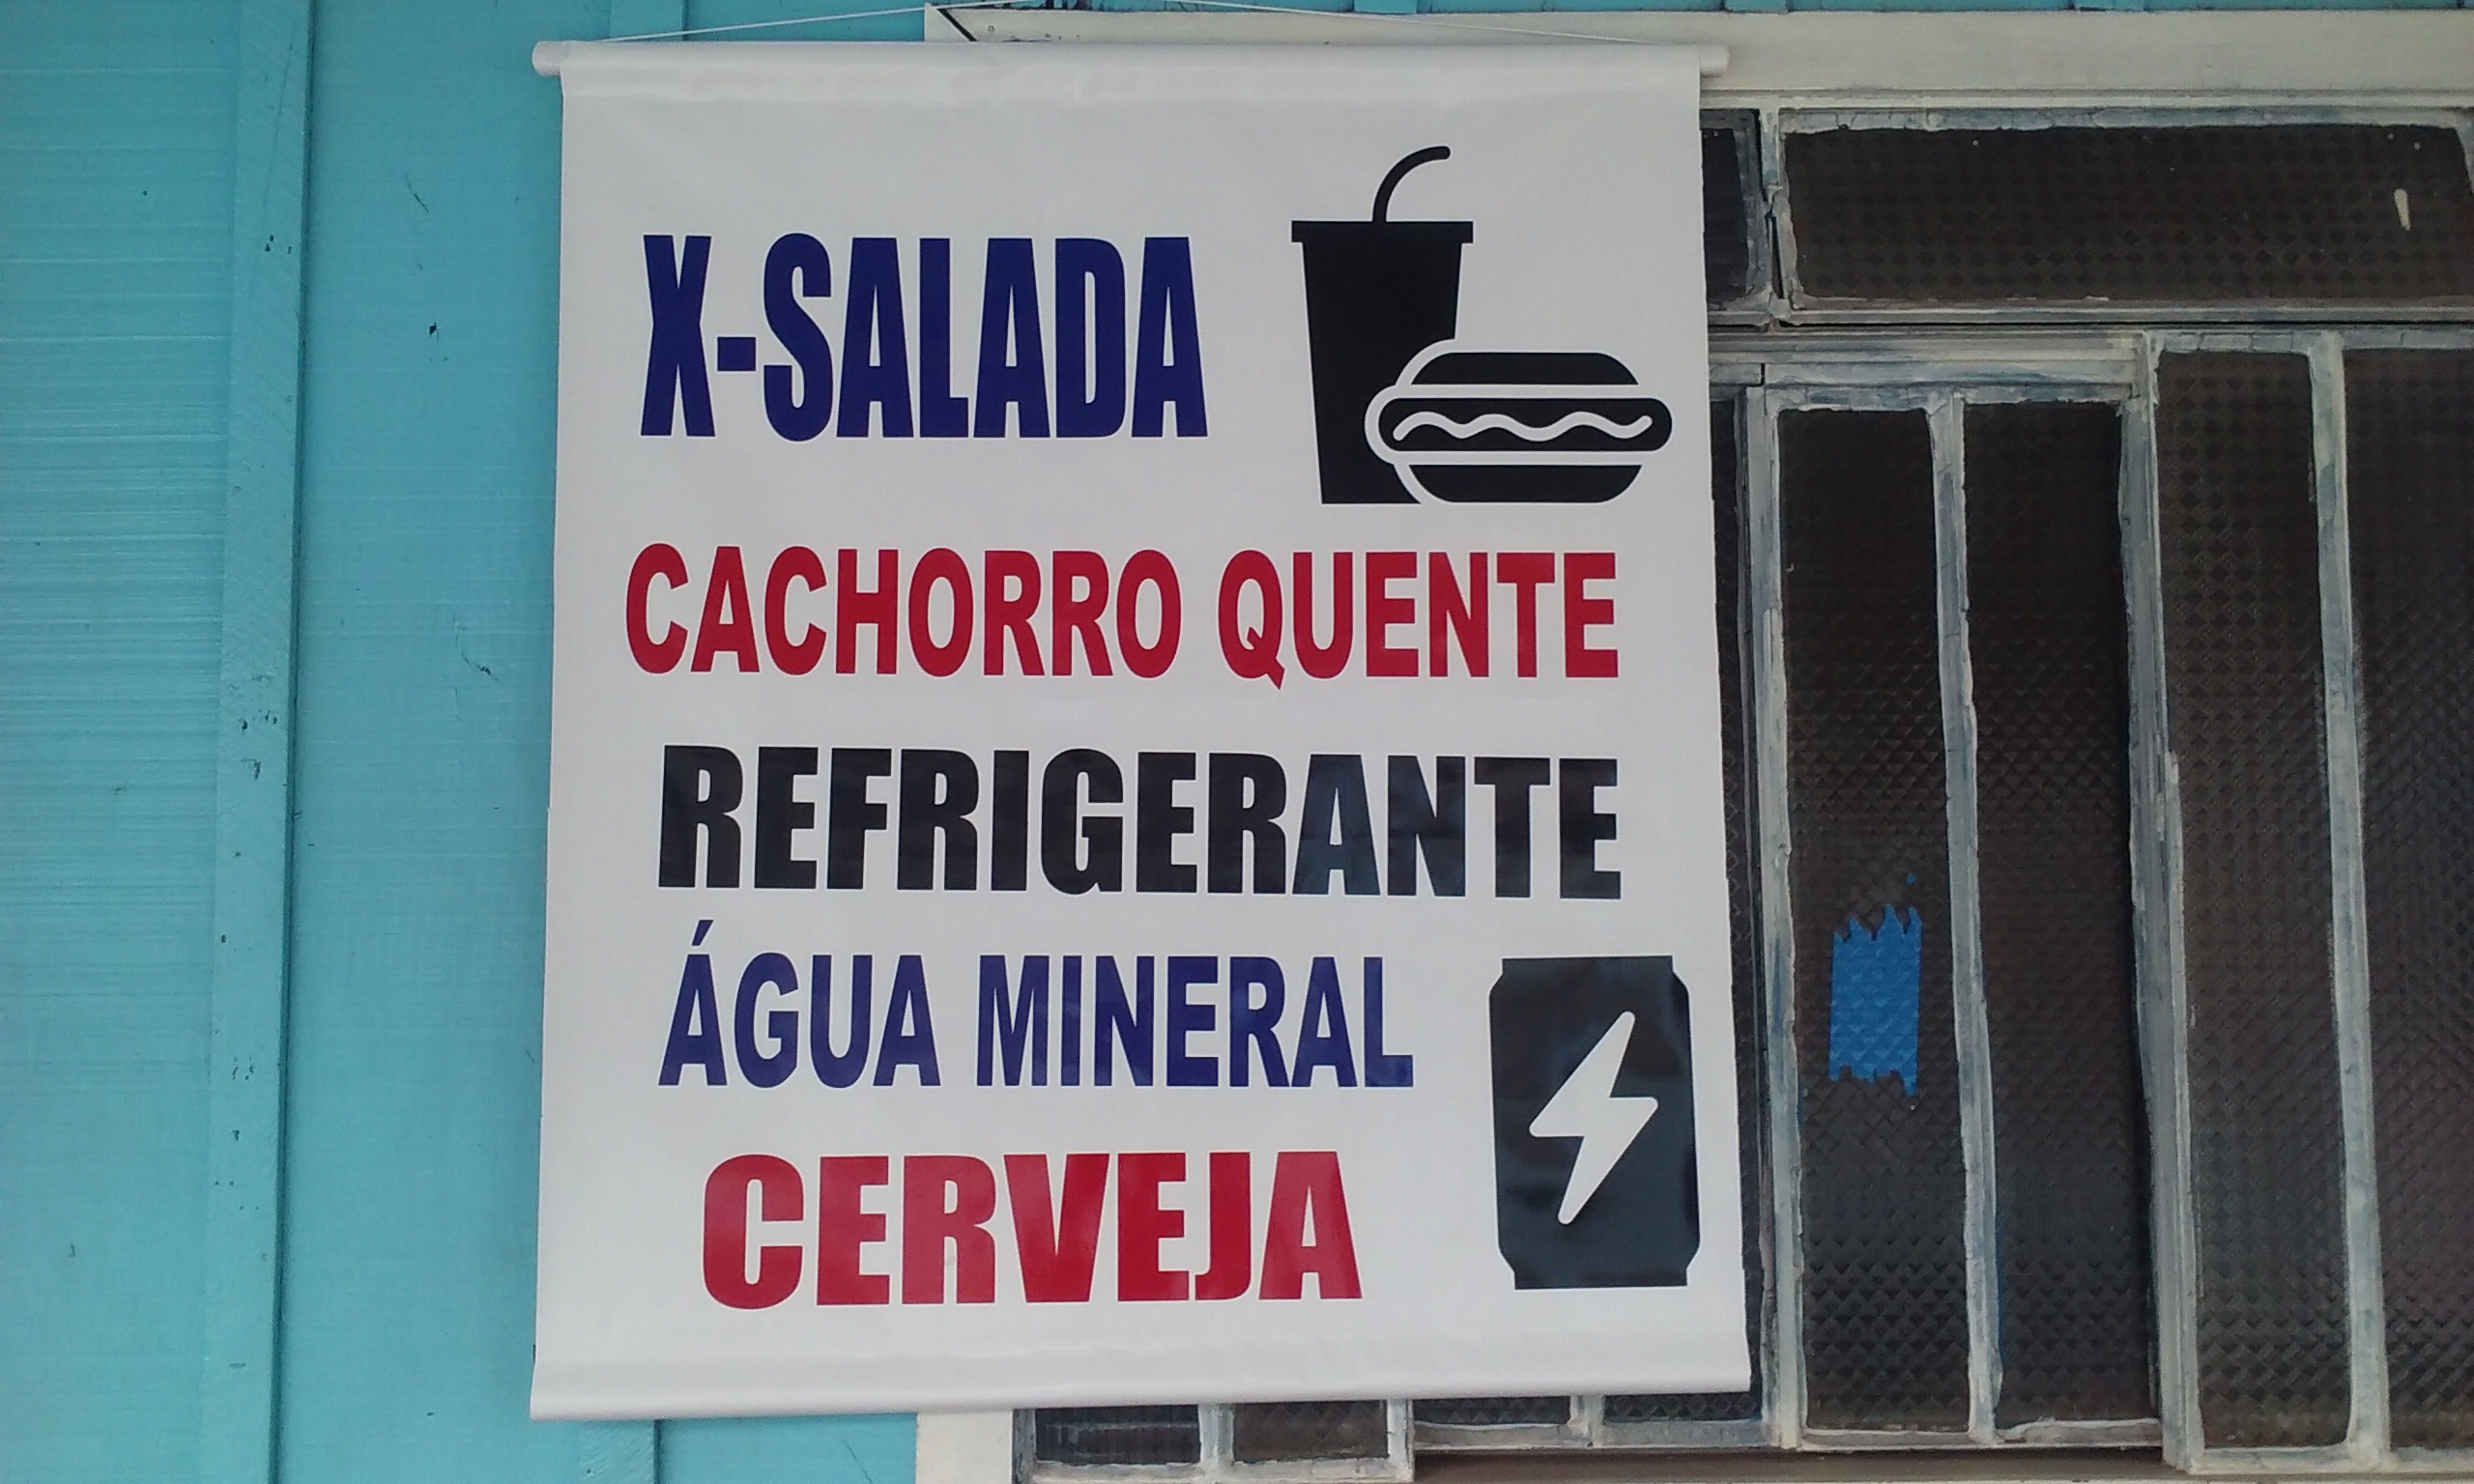 X-SALADA
CACHORRO QUENTE
REFRIGERANTE
ÁGUA MINERAL
CERVEJA